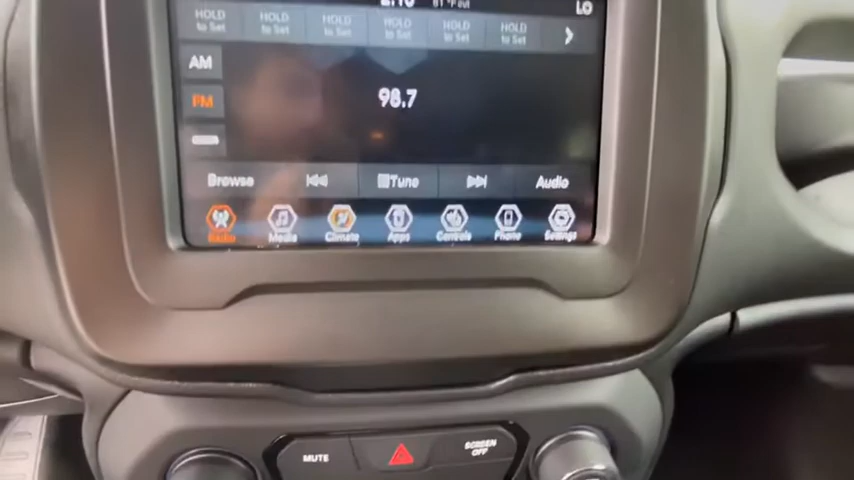 LO
HOLD to Set HOLD to Set HOLD to Set HOLD to Set HOLD to Set HOLD to Set
AM
98.7
FM
Browse Tune Audio
Radio Media Climate Apps Controls Phone Settings
MUTE SCREEN OFF